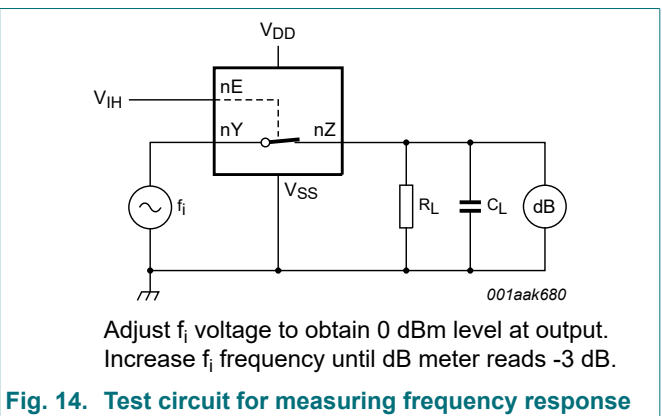 VDD
nE
VIH
nY
nZ
VSS
fi
RL
CL
dB
001aak680
Adjust fi voltage to obtain 0 dBm level at output.
Increase fi frequency until dB meter reads -3 dB.
Fig. 14. Test circuit for measuring frequency response